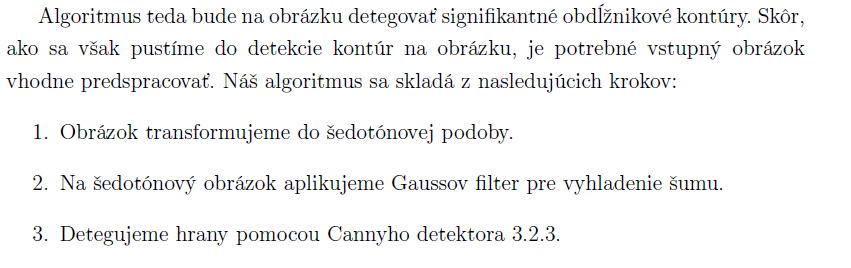 Algoritmus teda bude na obrázku detegovať signifikantné obdĺžnikové kontúry. Skôr,
ako sa však pustíme do detekcie kontúr na obrázku, je potrebné vstupný obrázok
vhodne predspracovať. Náš algoritmus sa skladá z nasledujúcich krokov:
1. Obrázok transformujeme do šedotónovej podoby.
2. Na šedotónový obrázok aplikujeme Gaussov filter pre vyhladenie šumu.
3. Detegujeme hrany pomocou Cannyho detektora 3.2.3.